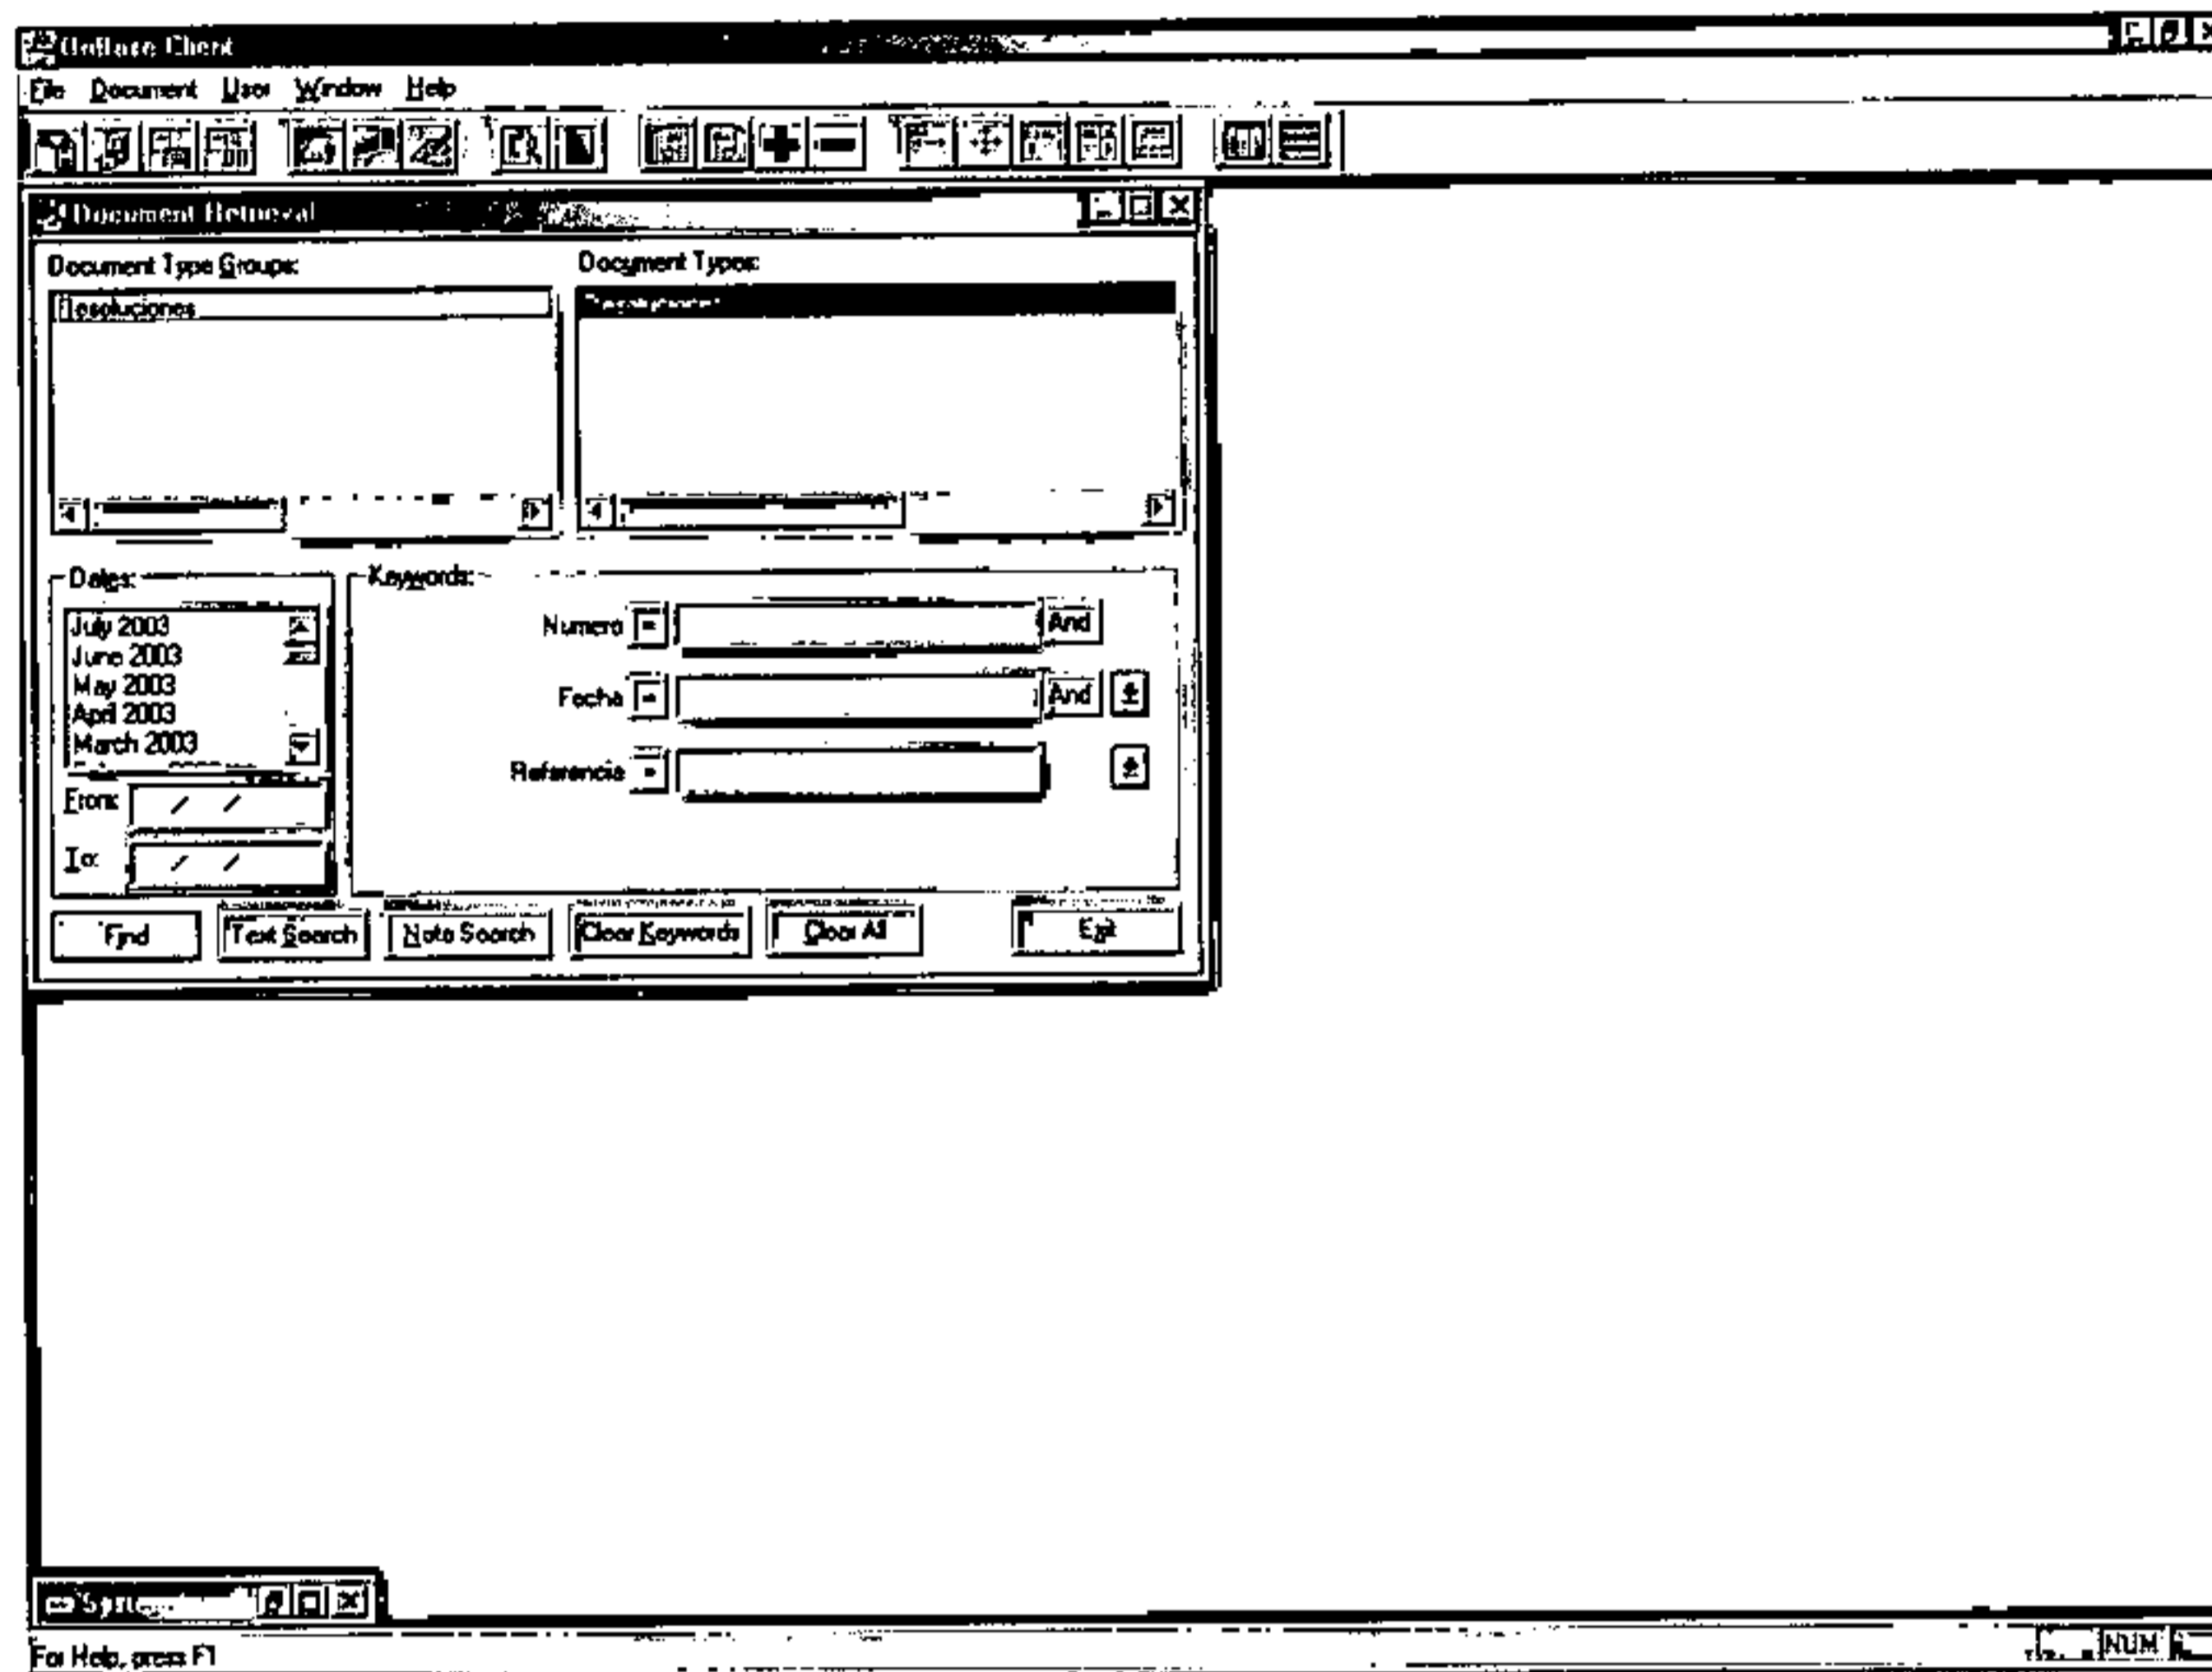 OnBase Client
File Document User Window Help
Document Retrieval
Document Type Groups:
Document Types:
Resoluciones
Resoluciones
Dates:
July 2003
June 2003
May 2003
April 2003
March 2003
From: / /
To: / /
Keywords:
Numero = And
Fecha = And
Referencia =
Find Text Search Note Search Clear Keywords Clear All Exit
For Help, press F1
NUM